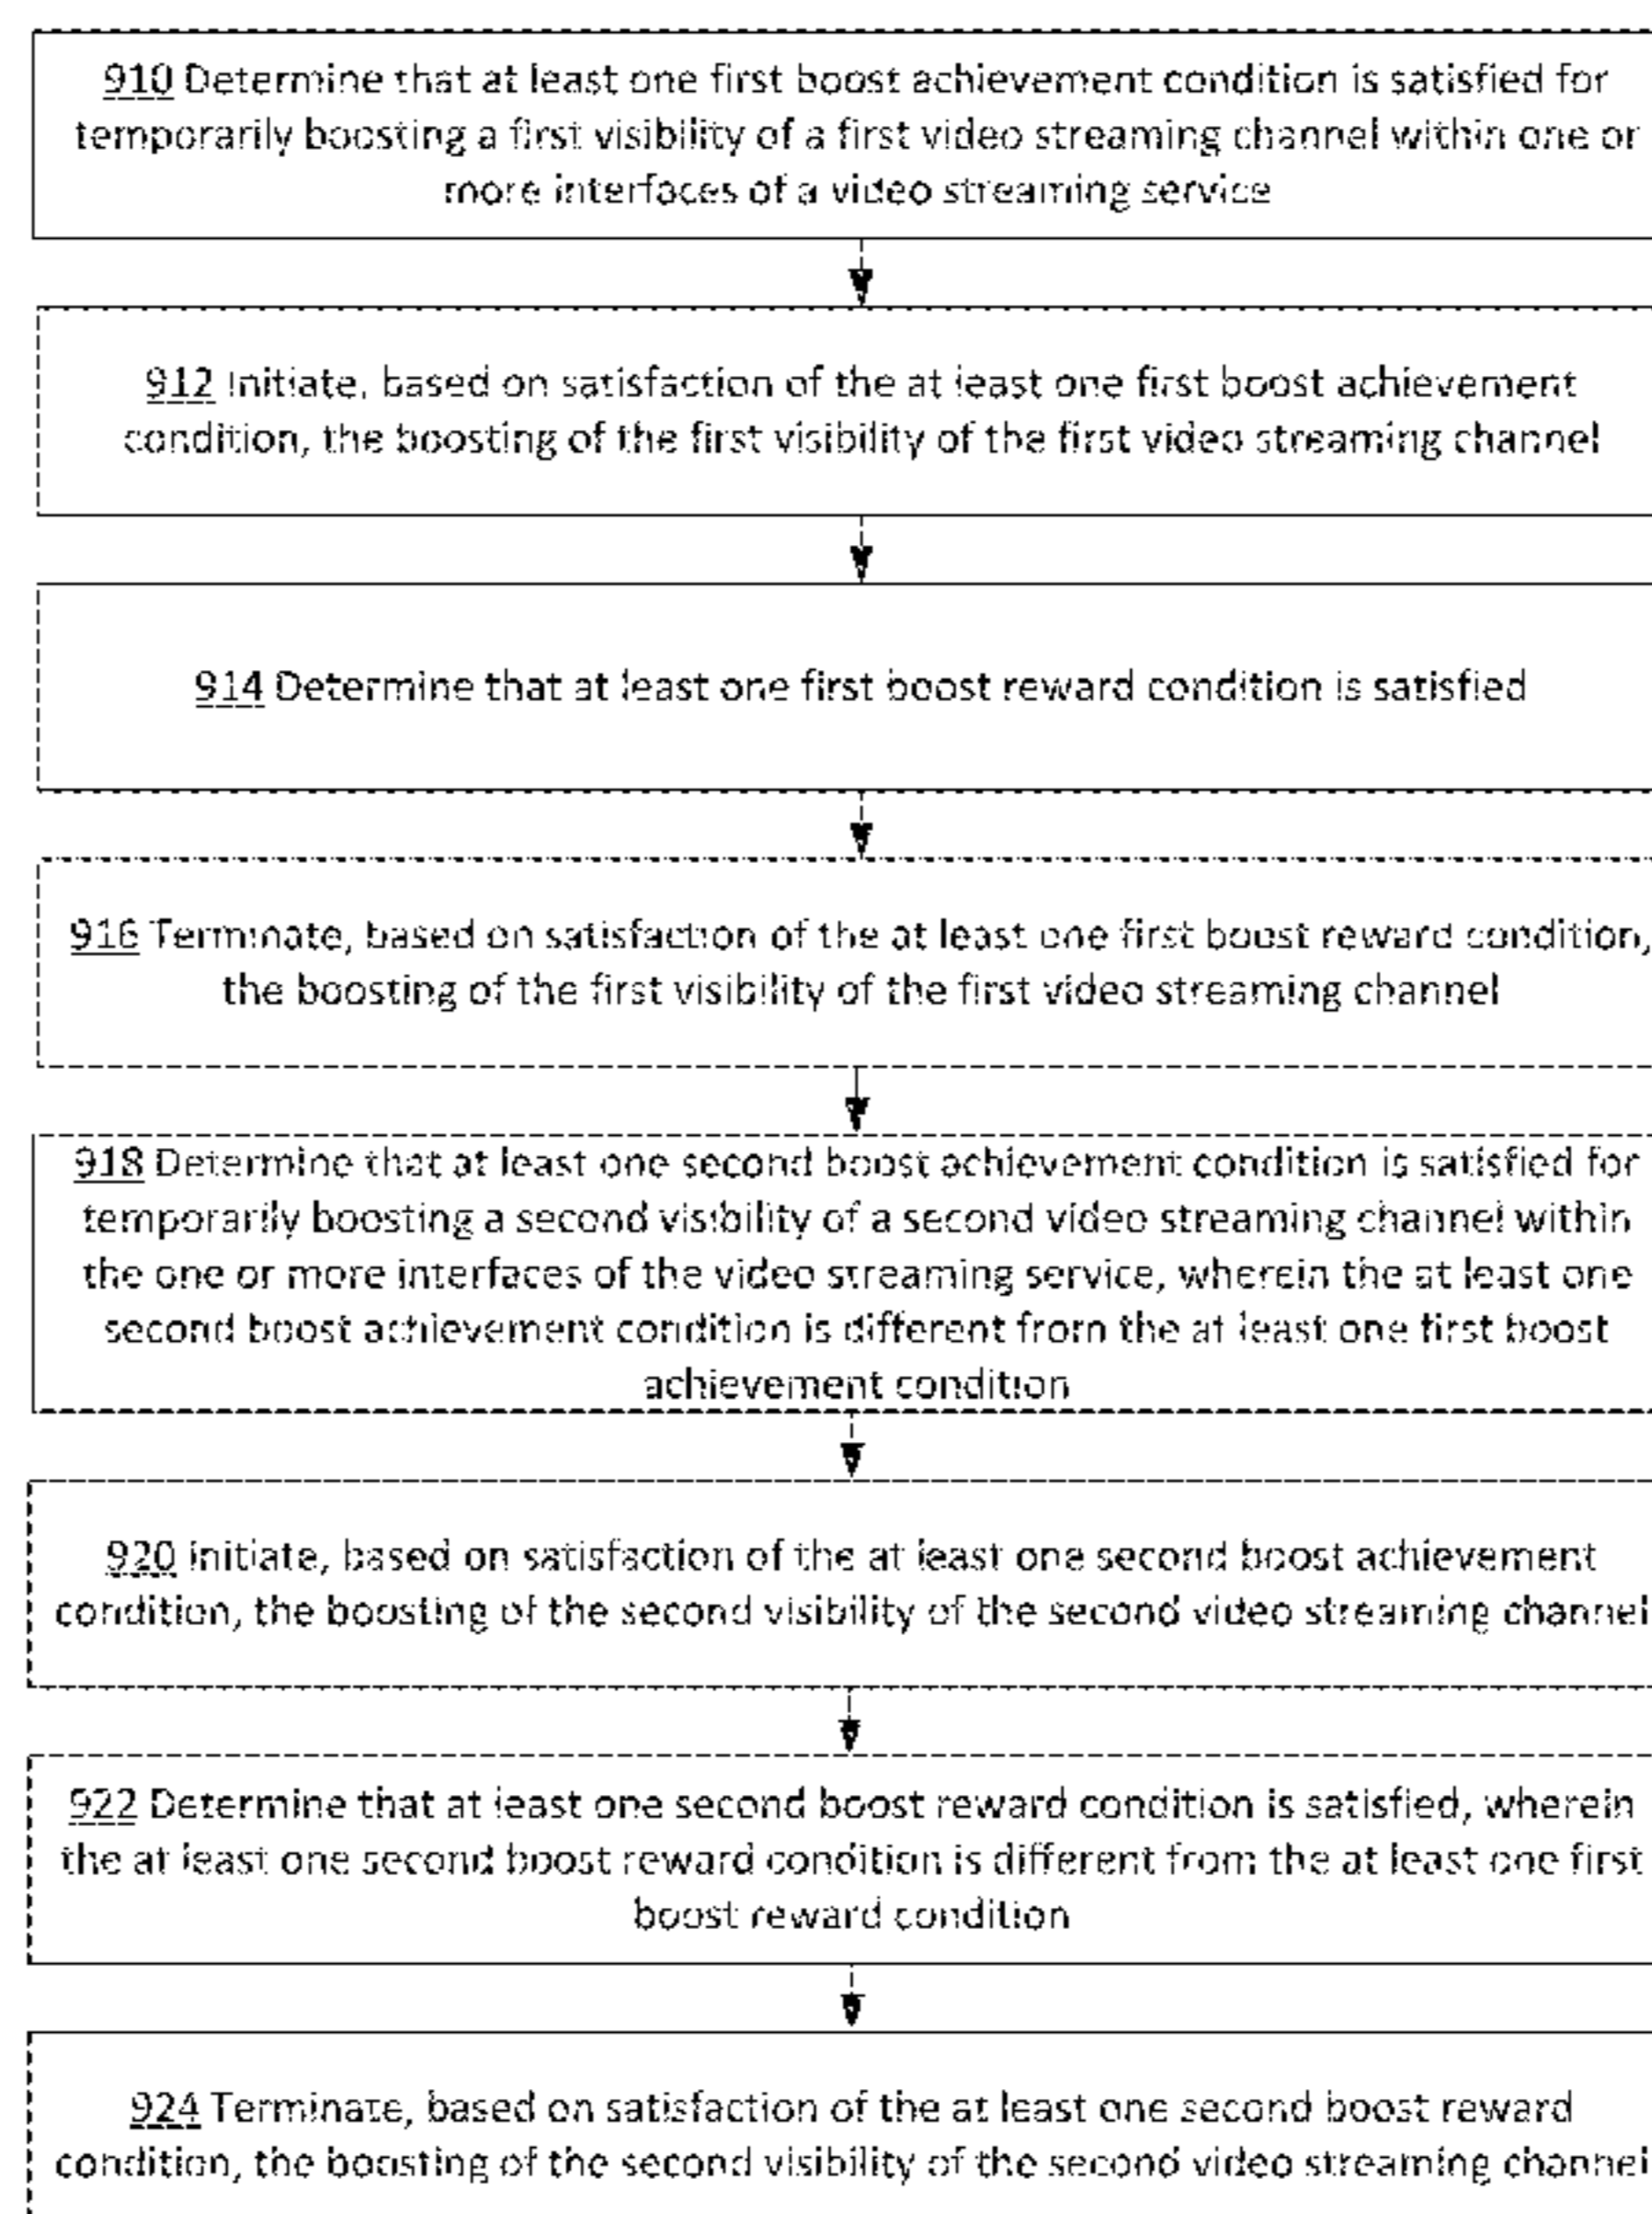 910 Determine that at least one first boost achievement condition is satisfied for
temporarily boosting a first visibility of a first video streaming channel within one or
more interfaces of a video streaming service
912 Initiate, based on satisfaction of the at least one first boost achievement
condition, the boosting of the first visibility of the first video streaming channel
914 Determine that at least one first boost reward condition is satisfied
916 Terminate, based on satisfaction of the at least one first boost reward condition,
the boosting of the first visibility of the first video streaming channel
918 Determine that at least one second boost achievement condition is satisfied for
temporarily boosting a second visibility of a second video streaming channel within
the one or more interfaces of the video streaming service, wherein the at least one
second boost achievement condition is different from the at least one first boost
achievement condition
920 Initiate, based on satisfaction of the at least one second boost achievement
condition, the boosting of the second visibility of the second video streaming channel
922 Determine that at least one second boost reward condition is satisfied, wherein
the at least one second boost reward condition is different from the at least one first
boost reward condition
924 Terminate, based on satisfaction of the at least one second boost reward
condition, the boosting of the second visibility of the second video streaming channel